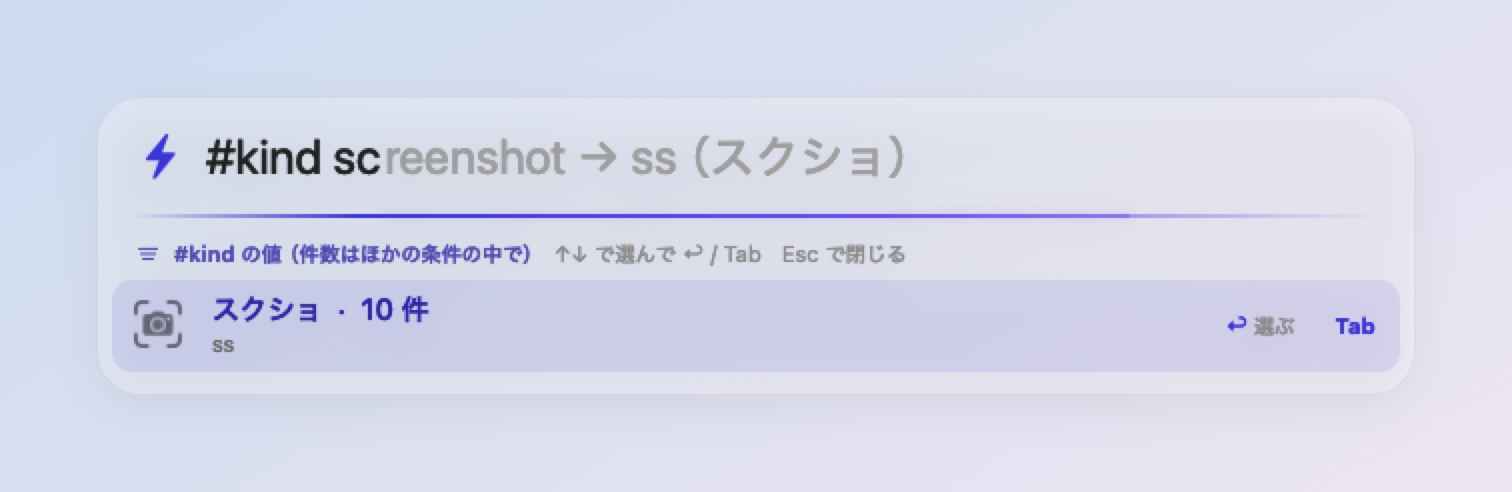 #kind screenshot → ss（スクショ）
#kind の値（件数はほかの条件の中で） ↑↓ で選んで ↩ / Tab Esc で閉じる
スクショ · 10 件
ss
↩ 選ぶ Tab